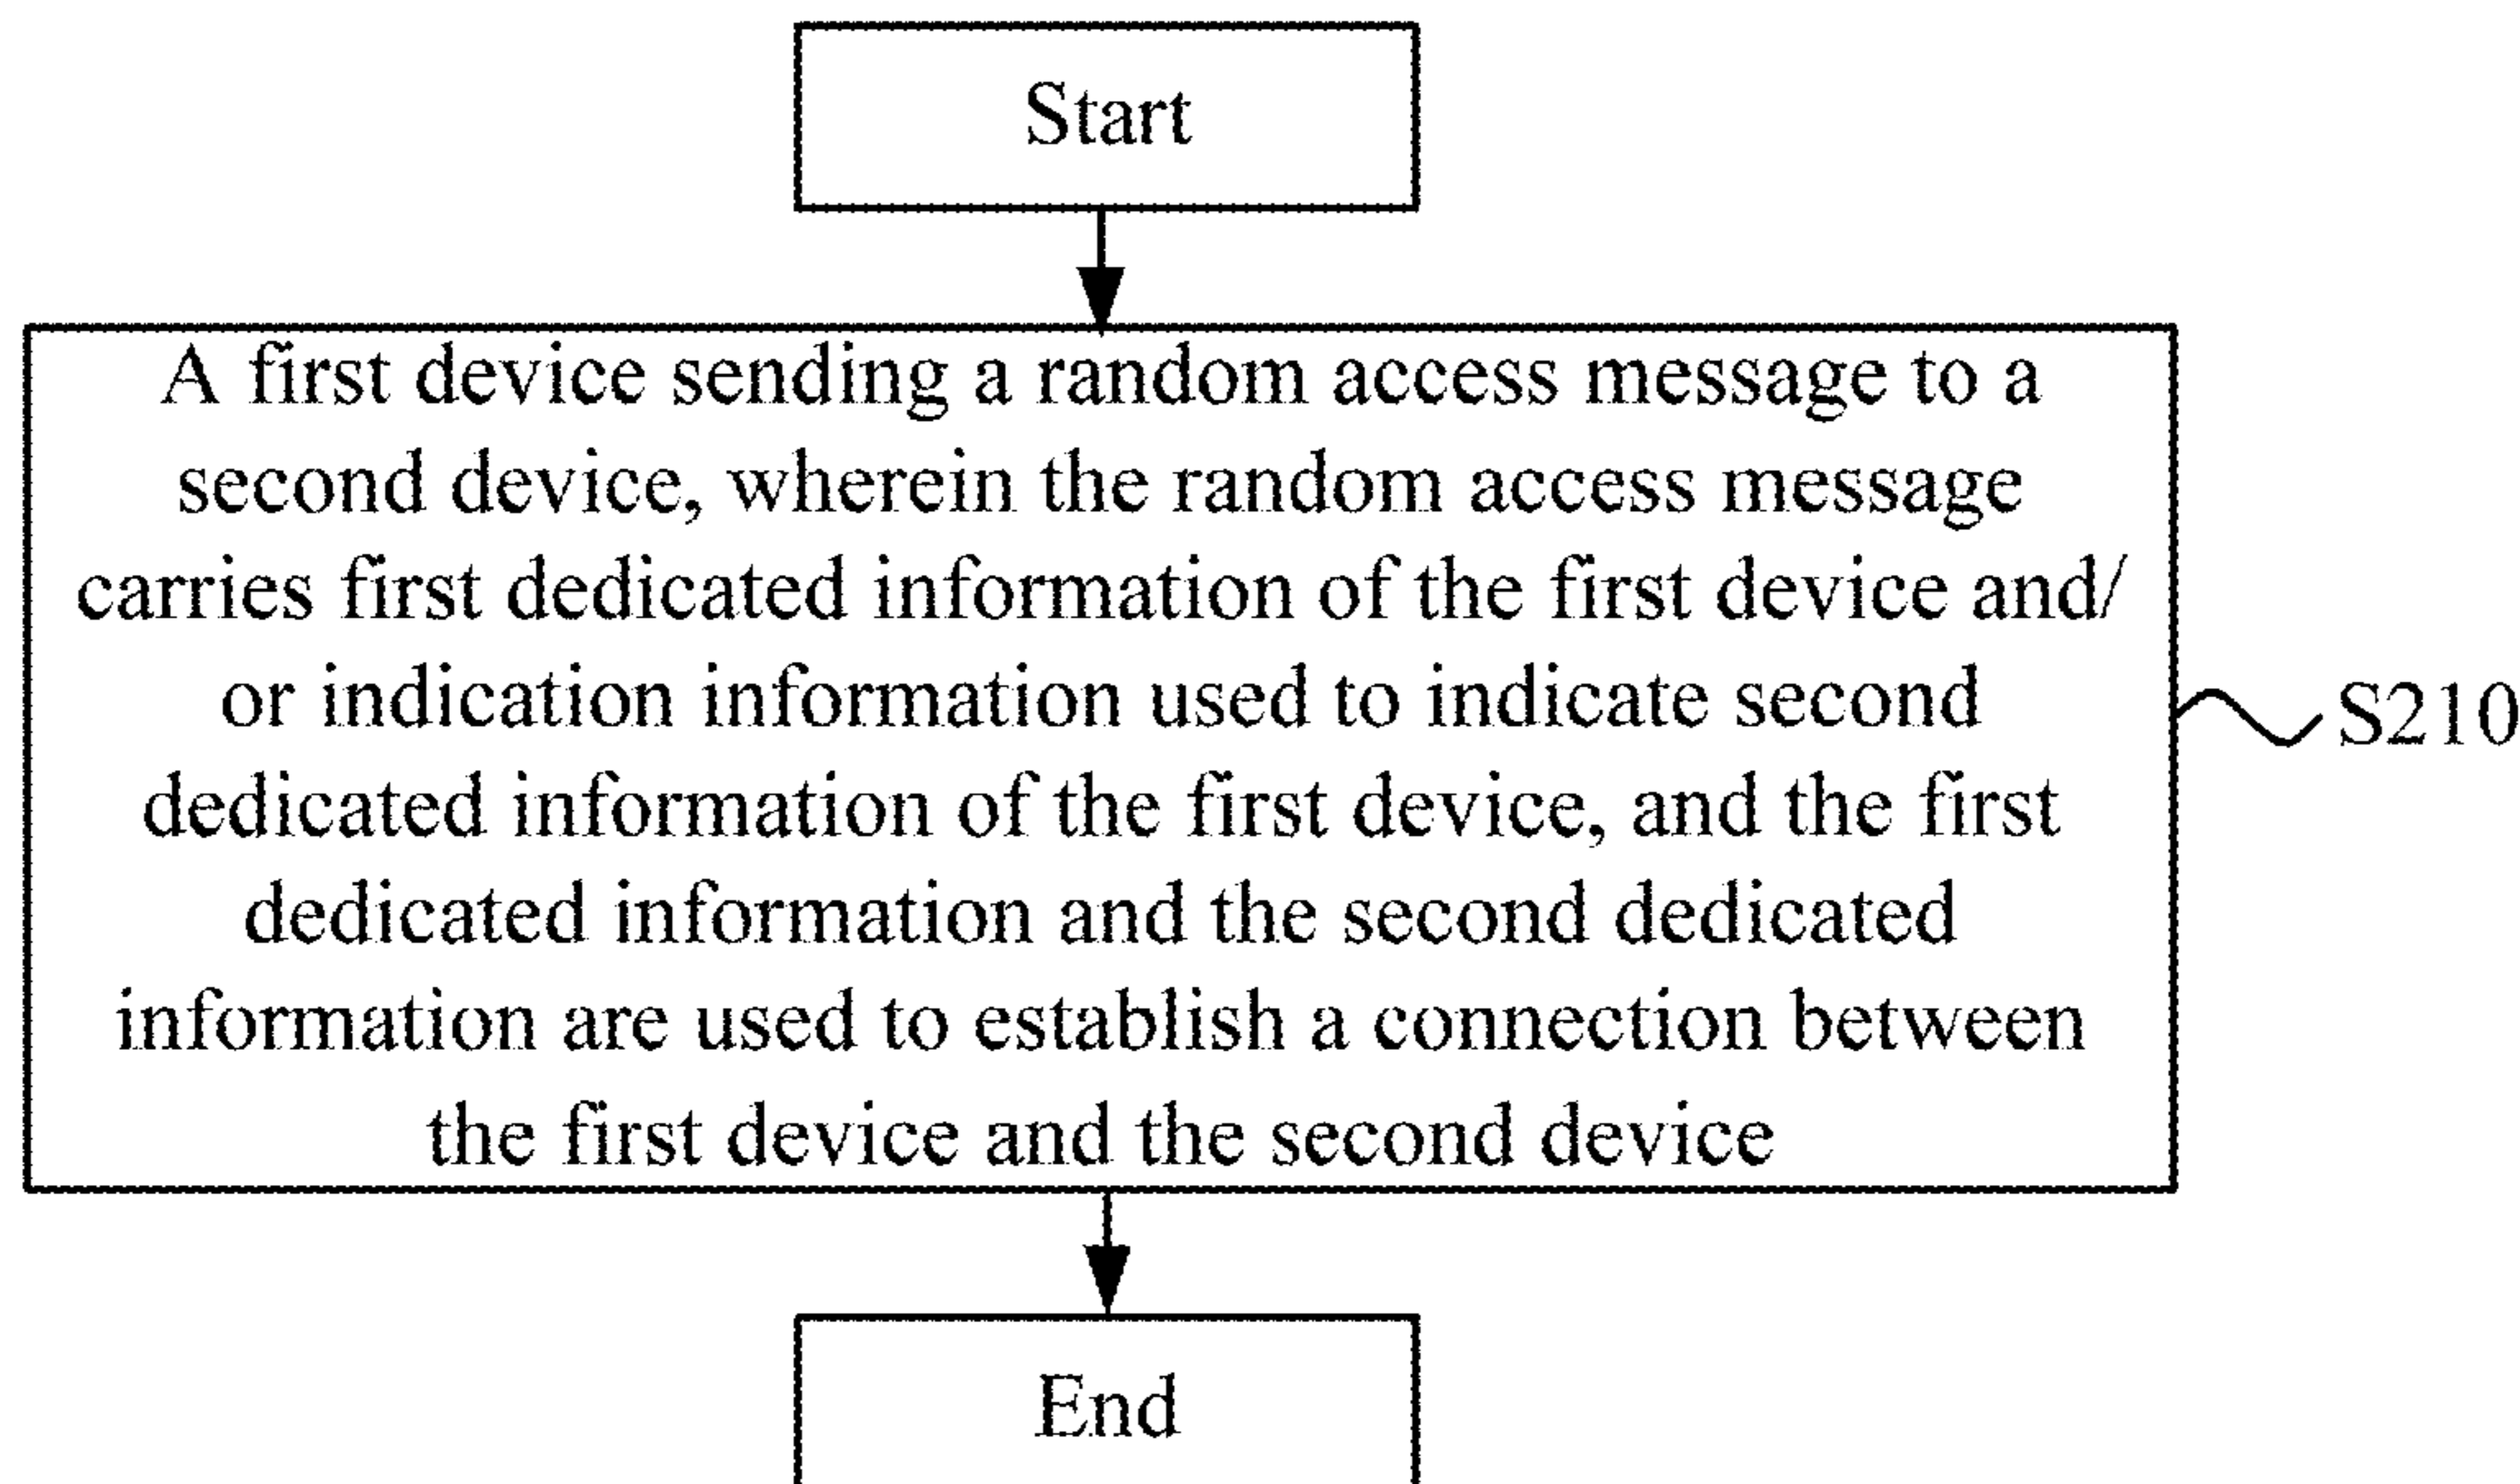 Start
A first device sending a random access message to a
second device, wherein the random access message
carries first dedicated information of the first device and/
or indication information used to indicate second
dedicated information of the first device, and the first
dedicated information and the second dedicated
information are used to establish a connection between
the first device and the second device
S210
End